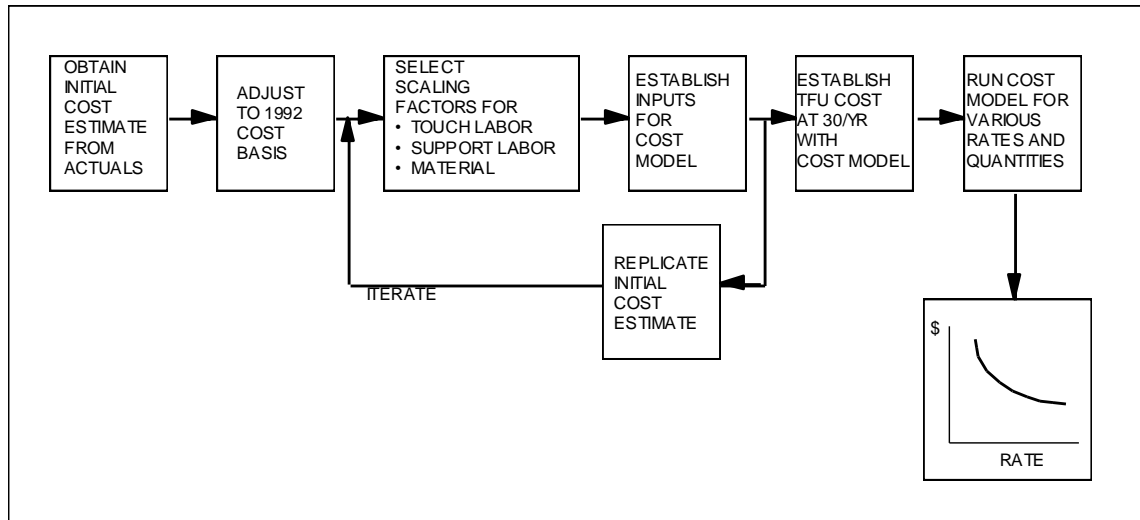 OBTAIN
INITIAL
COST
ESTIMATE
FROM
ACTUALS
ADJUST
TO 1992
COST
BASIS
SELECT
SCALING
FACTORS FOR
• TOUCH LABOR
• SUPPORT LABOR
• MATERIAL
ESTABLISH
INPUTS
FOR
COST
MODEL
ESTABLISH
TFU COST
AT 30/YR
WITH
COST MODEL
RUN COST
MODEL FOR
VARIOUS
RATES AND
QUANTITIES
REPLICATE
INITIAL
COST
ESTIMATE
ITERATE
$
RATE